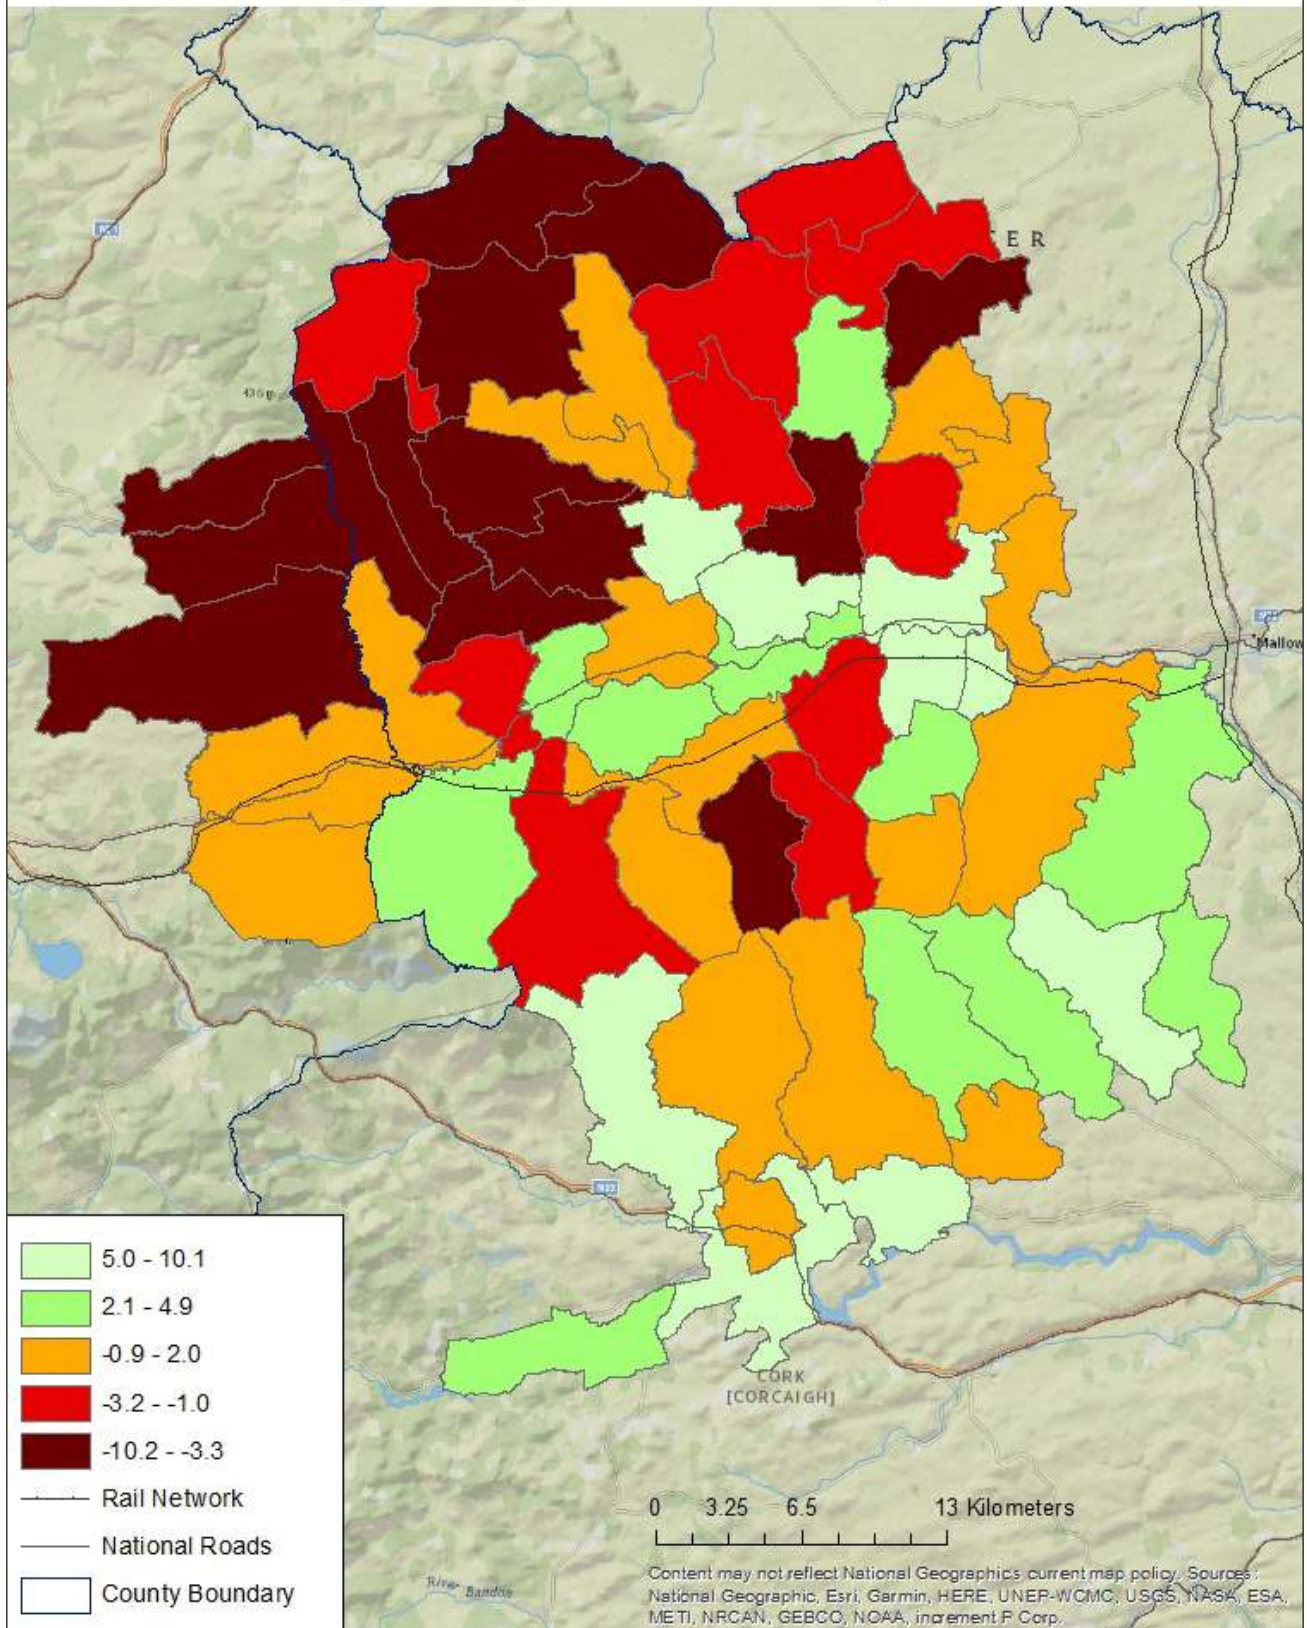 ER
Mallow
N22
CORK
[CORCAIGH]
5.0 - 10.1
2.1 - 4.9
-0.9 - 2.0
-3.2 - -1.0
-10.2 - -3.3
Rail Network
National Roads
County Boundary
0 3.25 6.5 13 Kilometers
River Bandon
Content may not reflect National Geographics current map policy. Sources:
National Geographic, Esri, Garmin, HERE, UNEP-WCMC, USGS, NASA, ESA,
METI, NRCAN, GEBCO, NOAA, increment P Corp.